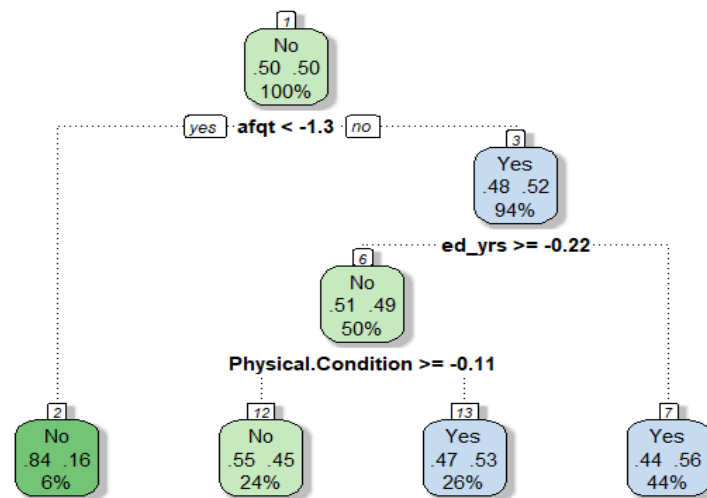 1
No
.50 .50
100%
yes afqt < -1.3 no
3
Yes
.48 .52
94%
ed_yrs >= -0.22
6
No
.51 .49
50%
Physical.Condition >= -0.11
2
No
.84 .16
6%
12
No
.55 .45
24%
13
Yes
.47 .53
26%
7
Yes
.44 .56
44%